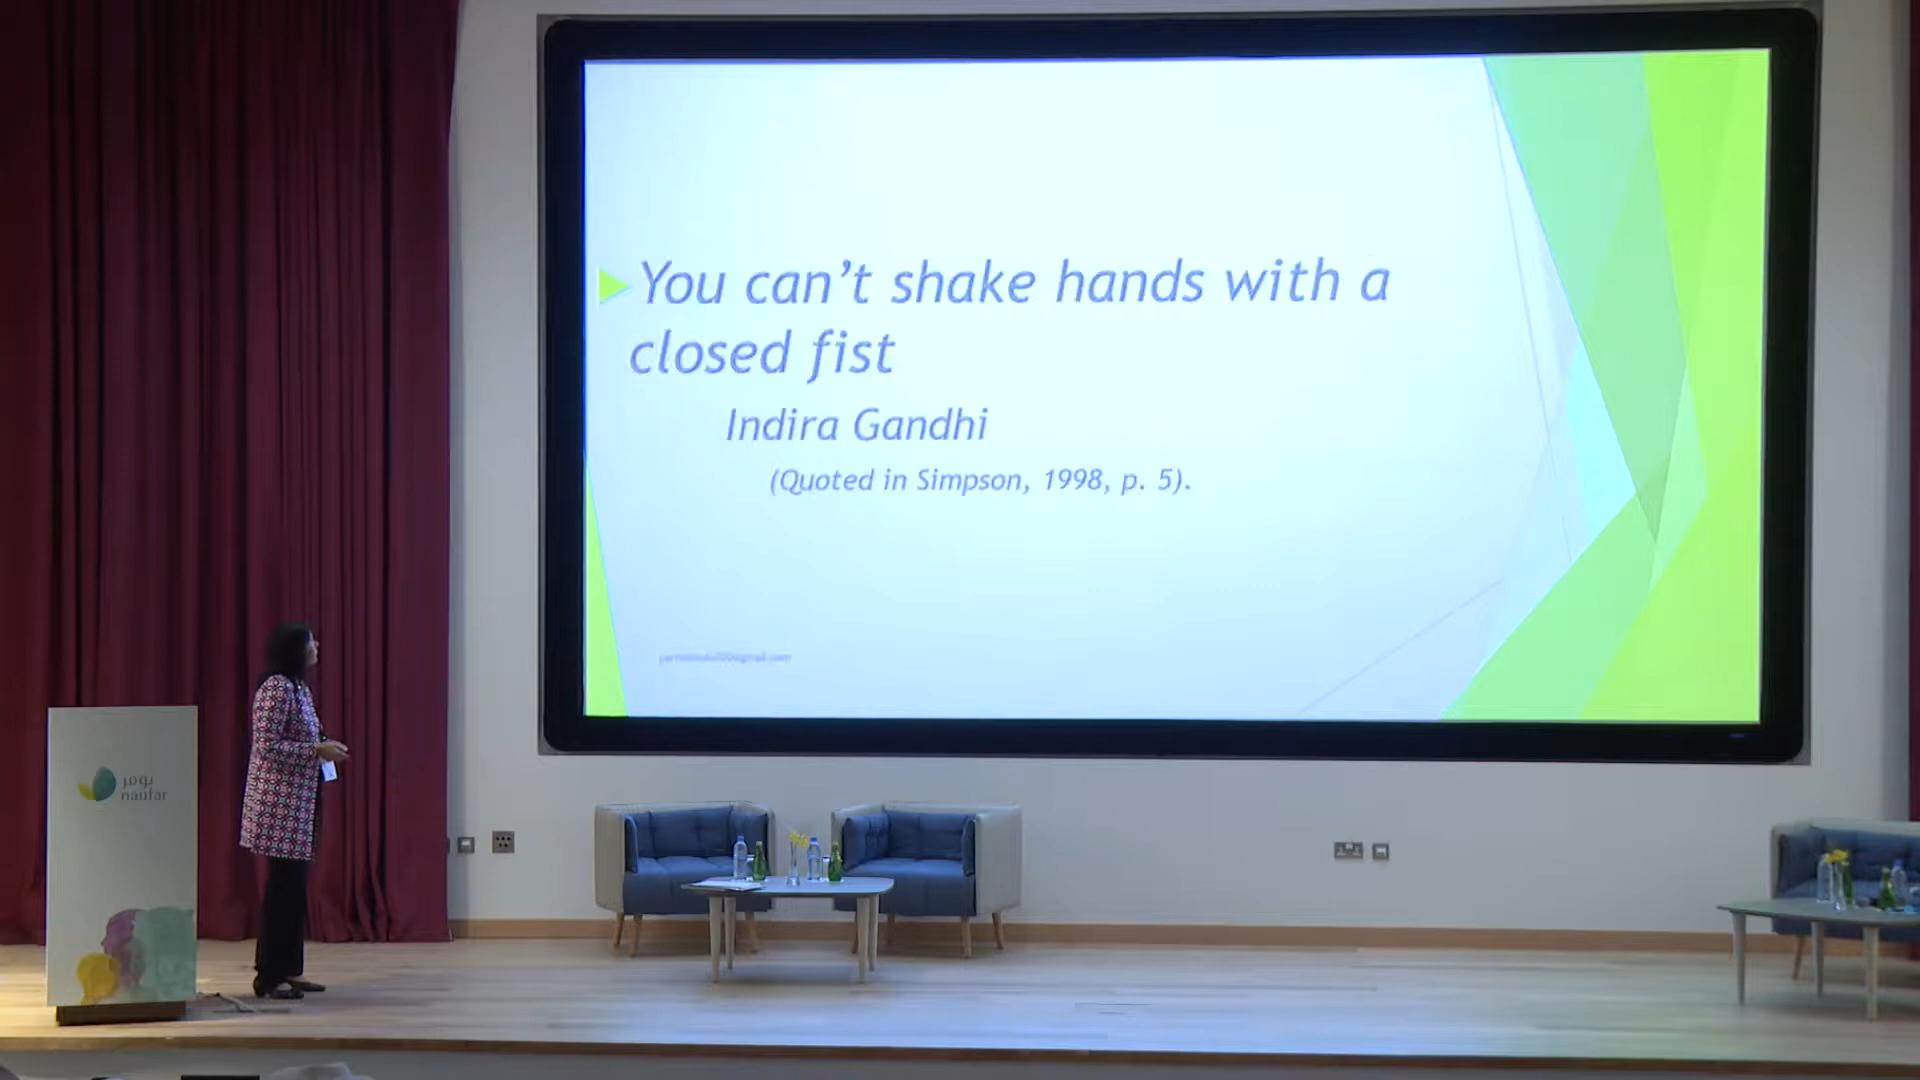 You can’t shake hands with a
closed fist
Indira Gandhi
(Quoted in Simpson, 1998, p. 5).
نوفر
naufar